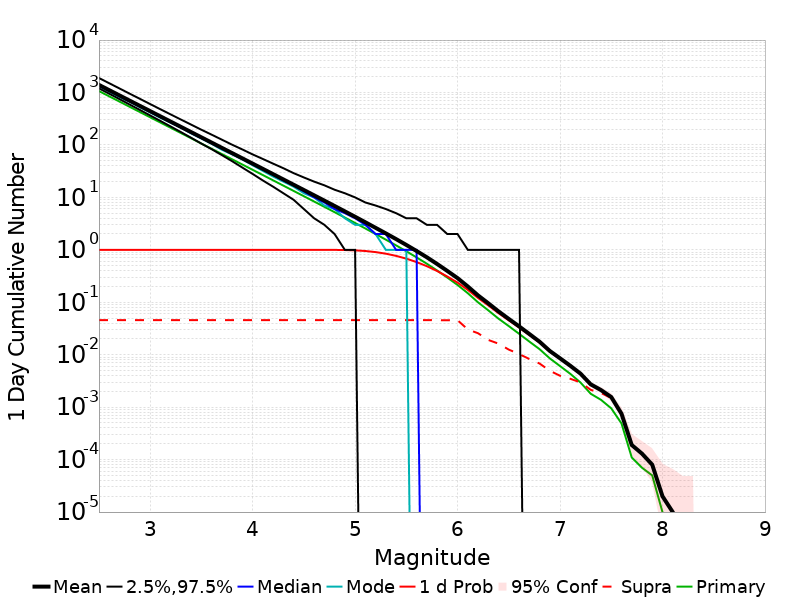 10^4
10^3
10^2
10^1
10^0
10^-1
10^-2
10^-3
10^-4
10^-5
1 Day Cumulative Number
3 4 5 6 7 8 9
Magnitude
Mean 2.5%,97.5% Median Mode 1 d Prob 95% Conf Supra Primary